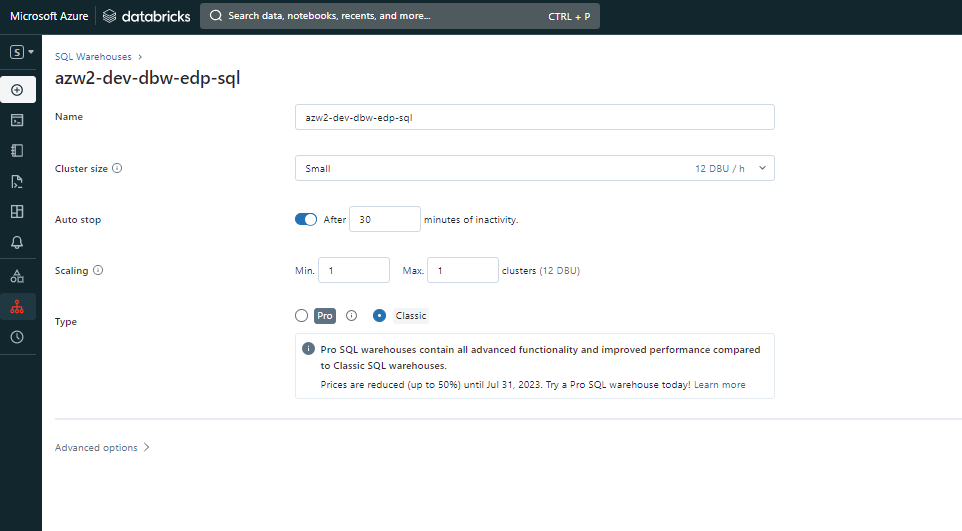 Microsoft Azure databricks Search data, notebooks, recents, and more... CTRL + P
S
SQL Warehouses >
azw2-dev-dbw-edp-sql
Name azw2-dev-dbw-edp-sql
Cluster size Small 12 DBU / h
Auto stop After 30 minutes of inactivity.
Scaling Min. 1 Max. 1 clusters (12 DBU)
Type Pro Classic
Pro SQL warehouses contain all advanced functionality and improved performance compared
to Classic SQL warehouses.
Prices are reduced (up to 50%) until Jul 31, 2023. Try a Pro SQL warehouse today! Learn more
Advanced options >